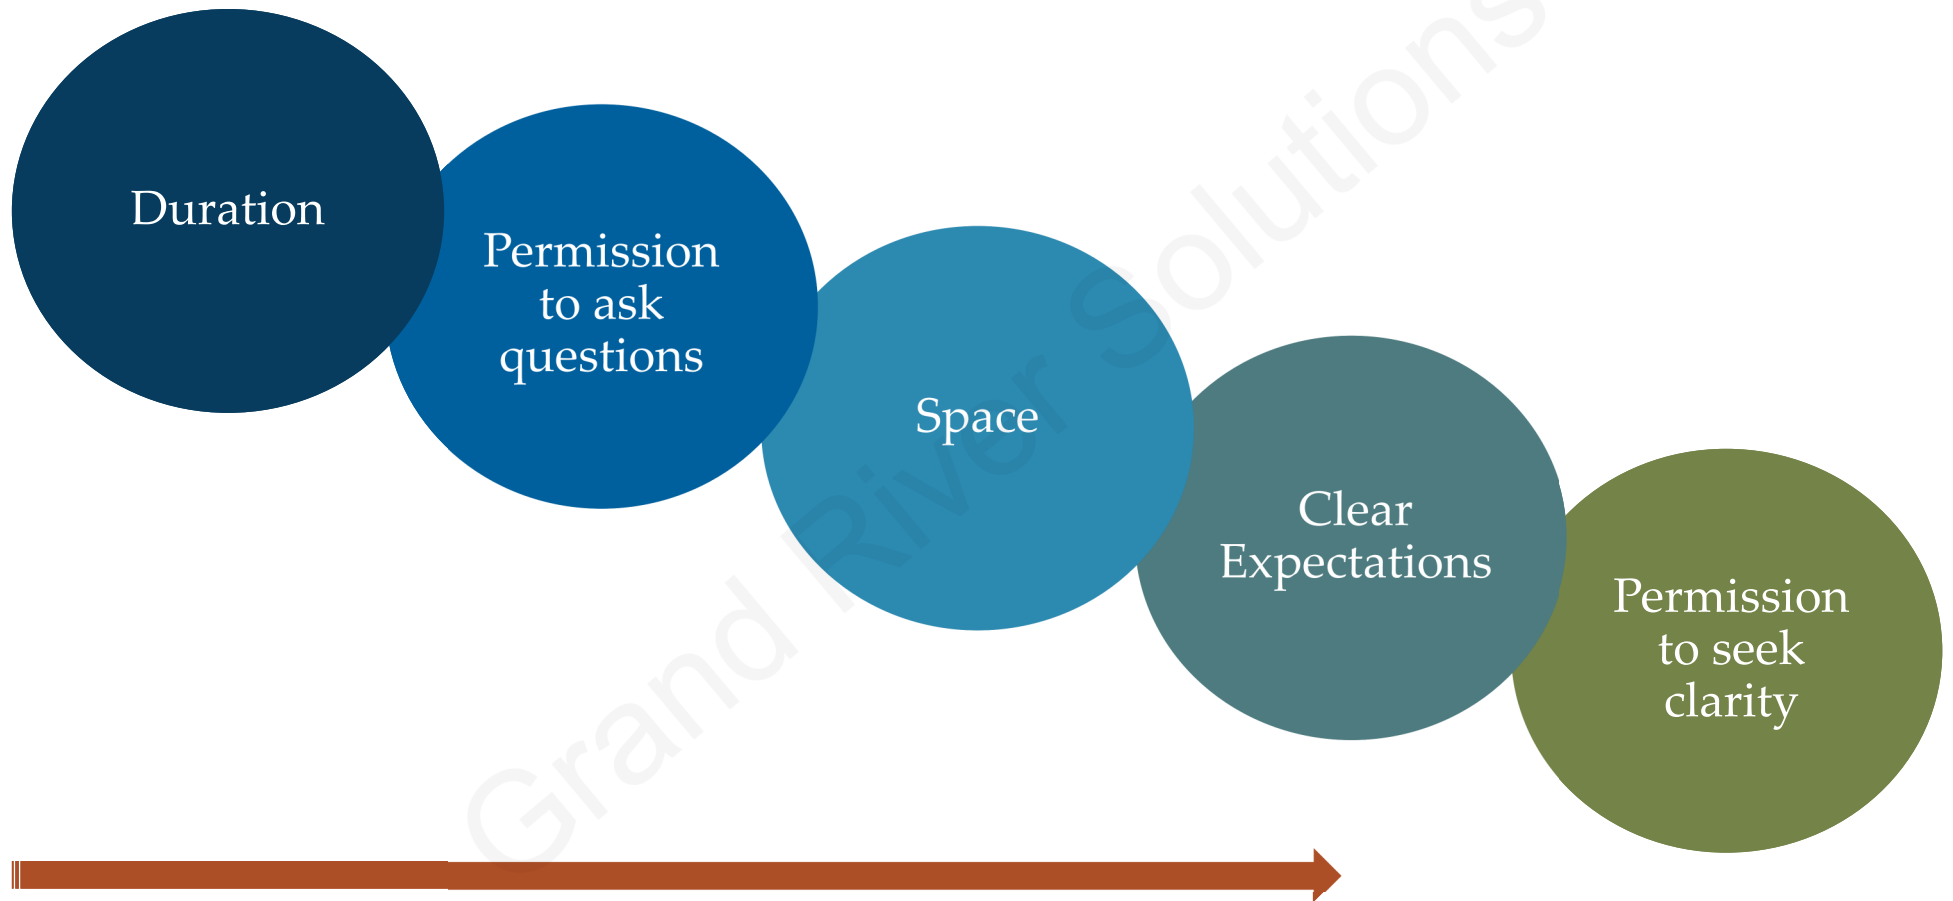 Duration
Permission
to ask
questions
Space
Clear
Expectations
Permission
to seek
clarity
Grand River Solutions